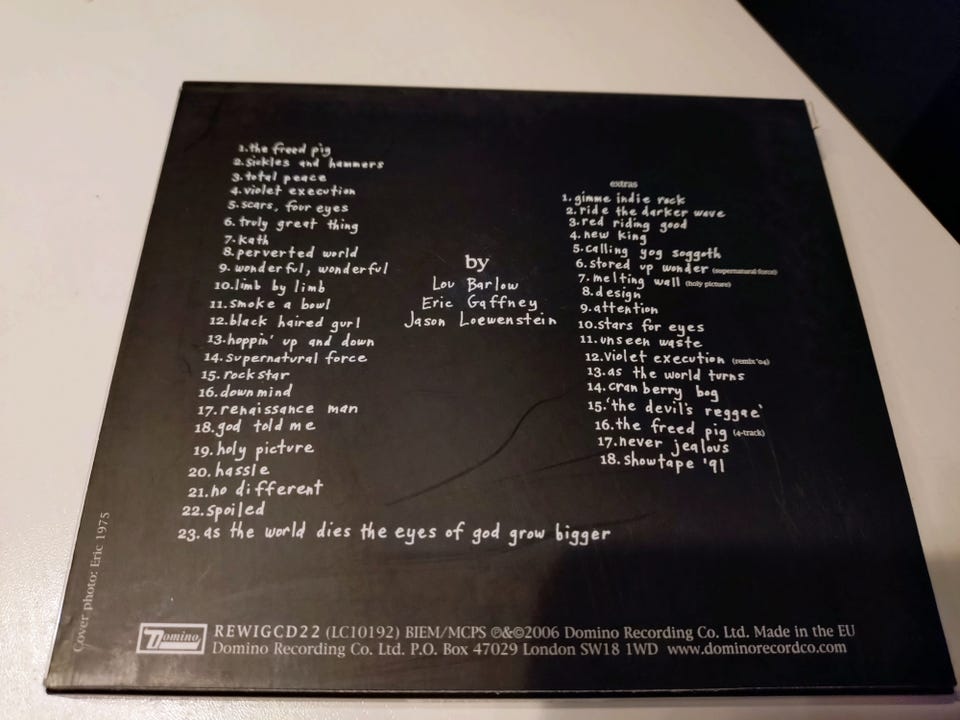 1. the freed pig
2. sickles and hammers
3. total peace
4. violet execution
5. scars, four eyes
6. truly great thing
7. kath
8. perverted world
9. wonderful, wonderful
10. limb by limb
11. smoke a bowl
12. black haired gurl
13. hoppin' up and down
14. supernatural force
15. rockstar
16. downmind
17. renaissance man
18. god told me
19. holy picture
20. hassle
21. no different
22. spoiled
23. as the world dies the eyes of god grow bigger
by
Lou Barlow
Eric Gaffney
Jason Loewenstein
extras
1. gimme indie rock
2. ride the darker wave
3. red riding good
4. new king
5. calling yog soggoth
6. stored up wonder (supernatural force)
7. melting wall (holy picture)
8. design
9. attention
10. stars for eyes
11. unseen waste
12. violet execution (remix '04)
13. as the world turns
14. cranberry bog
15. 'the devil's reggae'
16. the freed pig (4-track)
17. never jealous
18. showtape '91
Cover photo: Eric 1975
Domino REWIGCD22 (LC10192) BIEM/MCPS ℗&©2006 Domino Recording Co. Ltd. Made in the EU
Domino Recording Co. Ltd. P.O. Box 47029 London SW18 1WD www.dominorecordco.com